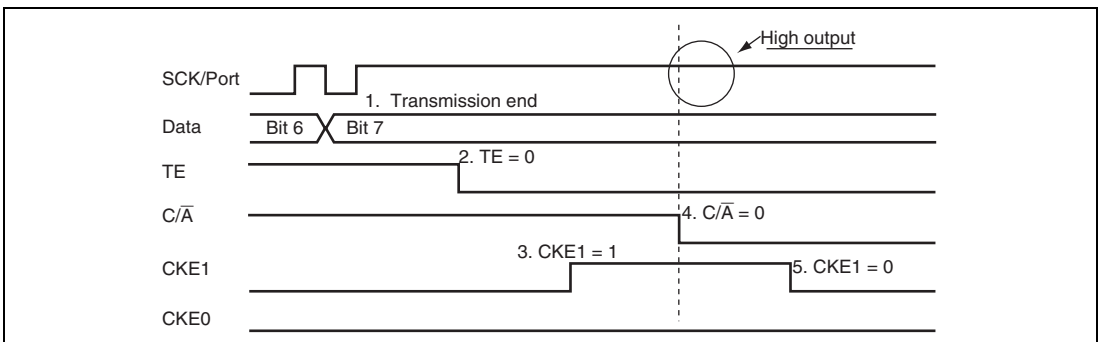 High output
SCK/Port
1. Transmission end
Data Bit 6 Bit 7
2. TE = 0
TE
C/A̅ 4. C/A̅ = 0
3. CKE1 = 1
CKE1 5. CKE1 = 0
CKE0